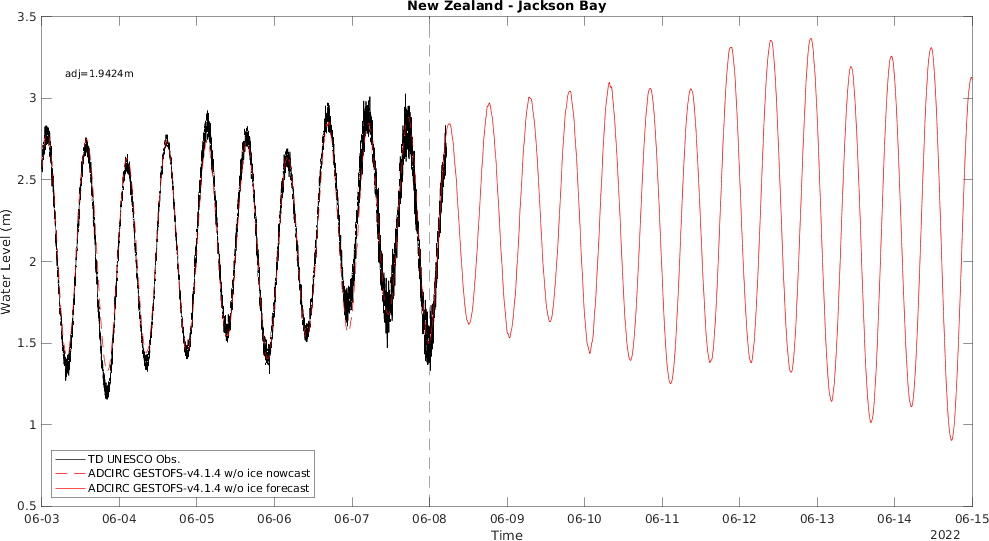 New Zealand - Jackson Bay
3.5
3
2.5
2
1.5
1
0.5
Water Level (m)
adj=1.9424m
TD UNESCO Obs.
ADCIRC GESTOFS-v4.1.4 w/o ice nowcast
ADCIRC GESTOFS-v4.1.4 w/o ice forecast
06-03 06-04 06-05 06-06 06-07 06-08 06-09 06-10 06-11 06-12 06-13 06-14 06-15
Time
2022